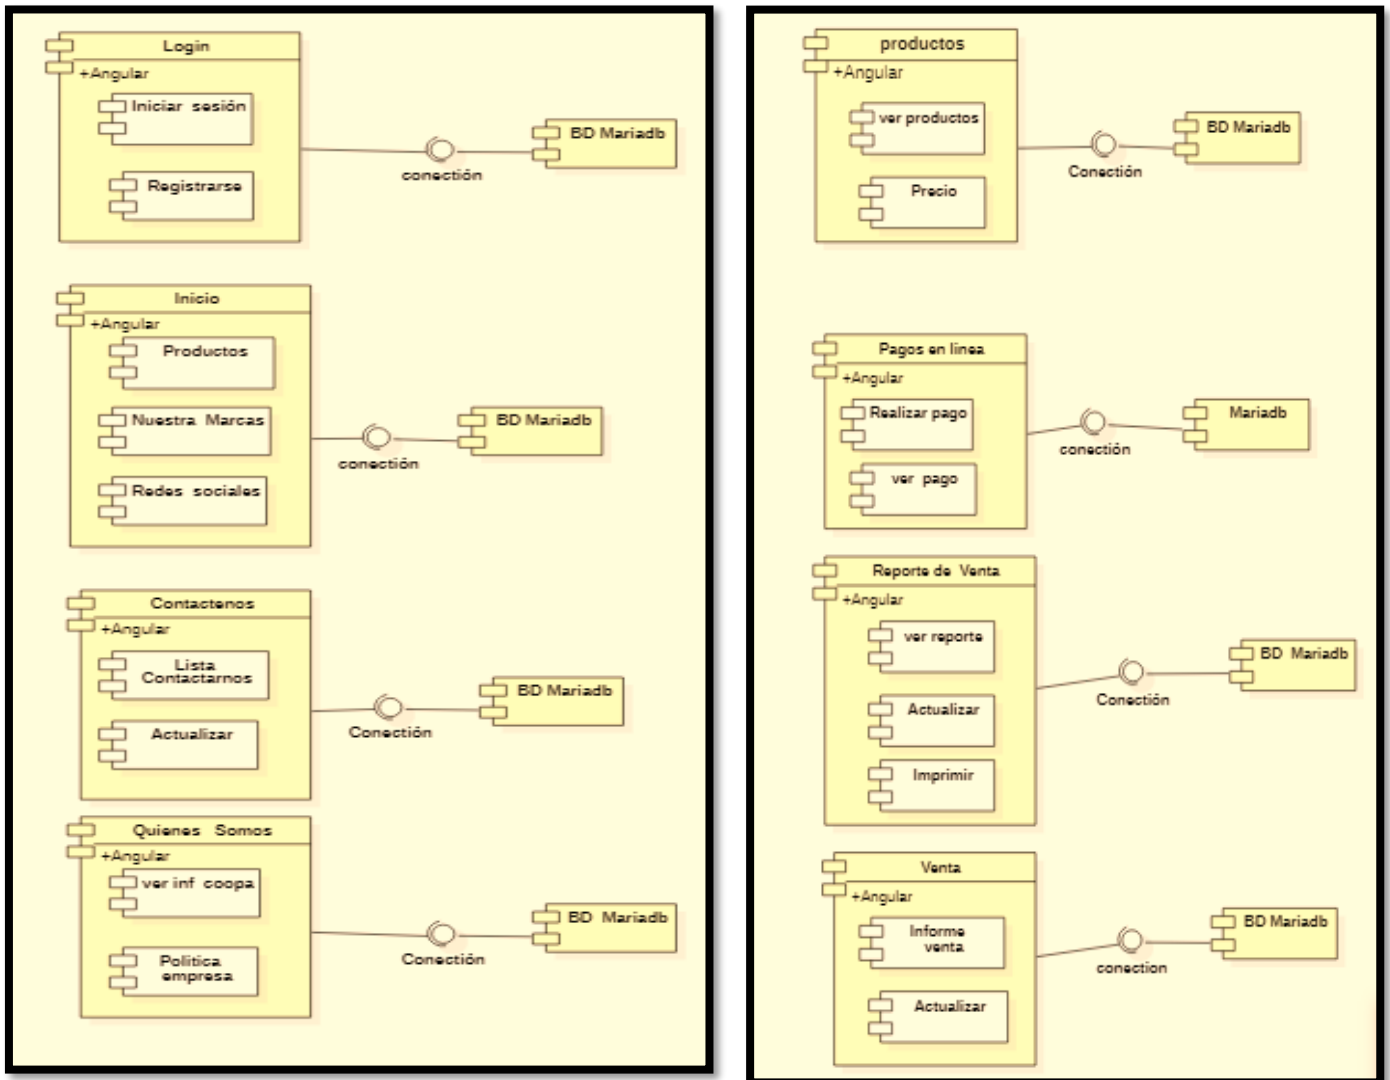 Login
+Angular
Iniciar sesión
Registrarse
conectión
BD Mariadb
Inicio
+Angular
Productos
Nuestra Marcas
Redes sociales
conectión
BD Mariadb
Contactenos
+Angular
Lista
Contactarnos
Actualizar
Conectión
BD Mariadb
Quienes Somos
+Angular
ver inf coopa
Politica
empresa
Conectión
BD Mariadb
productos
+Angular
ver productos
Precio
Conectión
BD Mariadb
Pagos en linea
+Angular
Realizar pago
ver pago
conectión
Mariadb
Reporte de Venta
+Angular
ver reporte
Actualizar
Imprimir
Conectión
BD Mariadb
Venta
+Angular
Informe
venta
Actualizar
conection
BD Mariadb